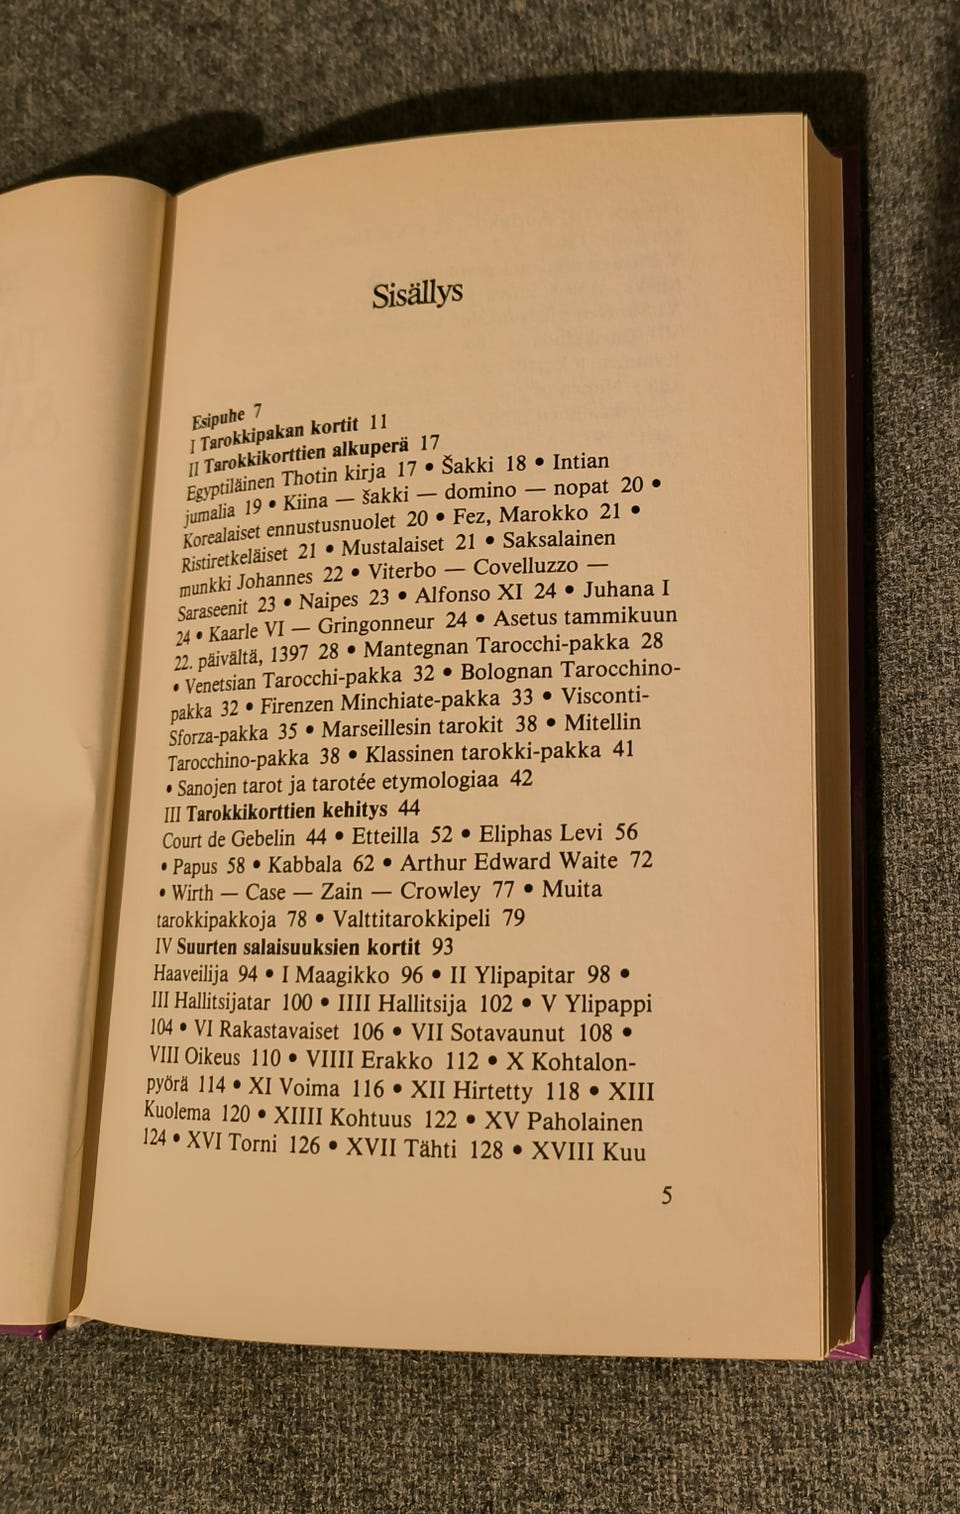 Sisällys
Esipuhe 7
I Tarokkipakan kortit 11
II Tarokkikorttien alkuperä 17
Egyptiläinen Thotin kirja 17 • Šakki 18 • Intian
jumalia 19 • Kiina — šakki — domino — nopat 20 •
Korealaiset ennustusnuolet 20 • Fez, Marokko 21 •
Ristiretkeläiset 21 • Mustalaiset 21 • Saksalainen
munkki Johannes 22 • Viterbo — Covelluzzo —
Saraseenit 23 • Naipes 23 • Alfonso XI 24 • Juhana I
24 • Kaarle VI — Gringonneur 24 • Asetus tammikuun
22. päivältä, 1397 28 • Mantegnan Tarocchi-pakka 28
• Venetsian Tarocchi-pakka 32 • Bolognan Tarocchino-
pakka 32 • Firenzen Minchiate-pakka 33 • Visconti-
Sforza-pakka 35 • Marseillesin tarokit 38 • Mitellin
Tarocchino-pakka 38 • Klassinen tarokki-pakka 41
• Sanojen tarot ja tarotée etymologiaa 42
III Tarokkikorttien kehitys 44
Court de Gebelin 44 • Etteilla 52 • Eliphas Levi 56
• Papus 58 • Kabbala 62 • Arthur Edward Waite 72
• Wirth — Case — Zain — Crowley 77 • Muita
tarokkipakkoja 78 • Valttitarokkipeli 79
IV Suurten salaisuuksien kortit 93
Haaveilija 94 • I Maagikko 96 • II Ylipapitar 98 •
III Hallitsijatar 100 • IIII Hallitsija 102 • V Ylipappi
104 • VI Rakastavaiset 106 • VII Sotavaunut 108 •
VIII Oikeus 110 • VIIII Erakko 112 • X Kohtalon-
pyörä 114 • XI Voima 116 • XII Hirtetty 118 • XIII
Kuolema 120 • XIIII Kohtuus 122 • XV Paholainen
124 • XVI Torni 126 • XVII Tähti 128 • XVIII Kuu
5